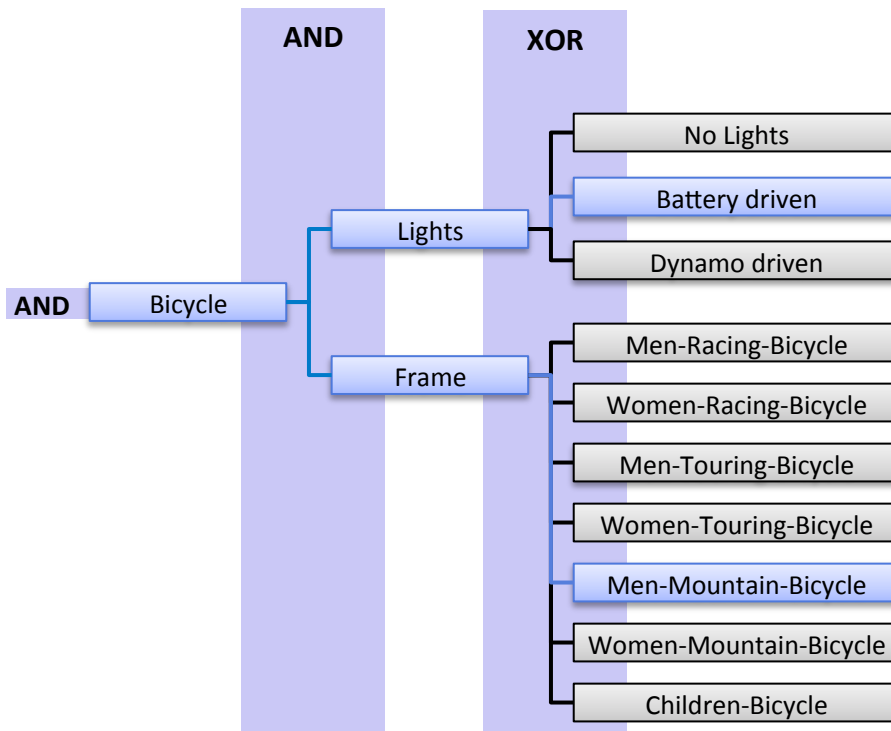 AND
XOR
No Lights
Battery driven
Lights
Dynamo driven
AND
Bicycle
Men-Racing-Bicycle
Frame
Women-Racing-Bicycle
Men-Touring-Bicycle
Women-Touring-Bicycle
Men-Mountain-Bicycle
Women-Mountain-Bicycle
Children-Bicycle